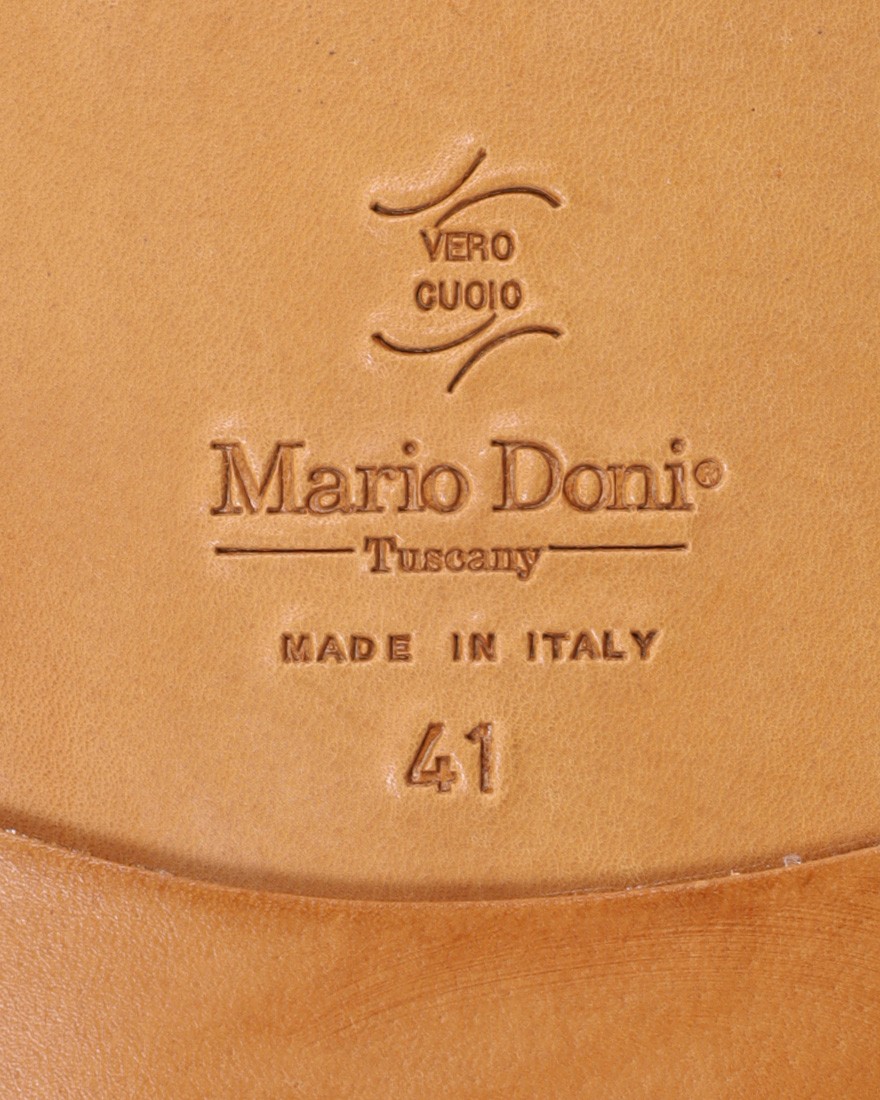 VERO
CUOIO
Mario Doni®
Tuscany
MADE IN ITALY
41